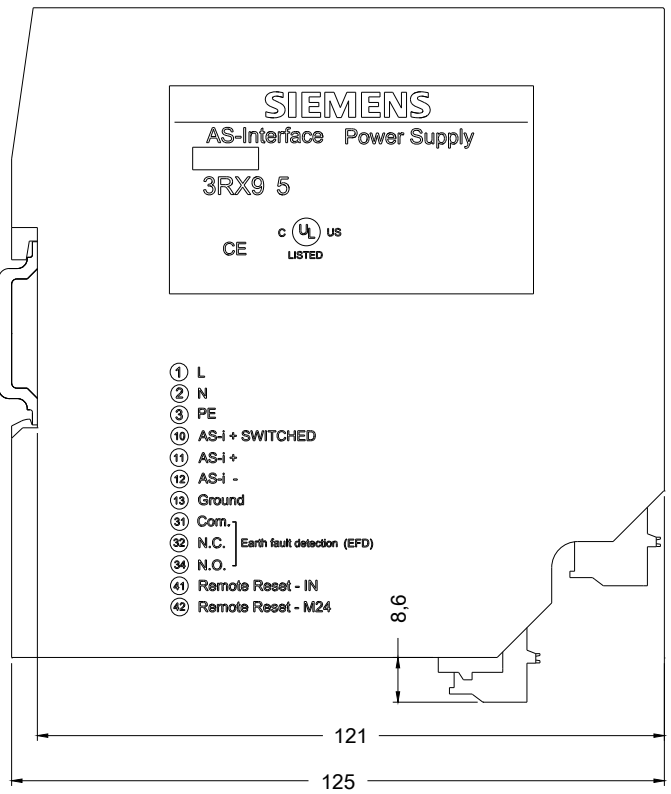 SIEMENS
AS-Interface Power Supply
3RX9 5
CE
C UL US
LISTED
1 L
2 N
3 PE
10 AS-i + SWITCHED
11 AS-i +
12 AS-i -
13 Ground
31 Com.
32 N.C. Earth fault detection (EFD)
34 N.O.
41 Remote Reset - IN
42 Remote Reset - M24
8,6
121
125